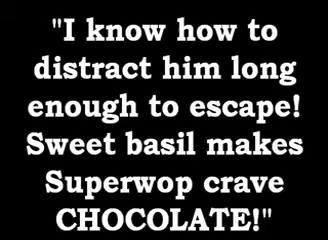 "I know how to
distract him long
enough to escape!
Sweet basil makes
Superwop crave
CHOCOLATE!"